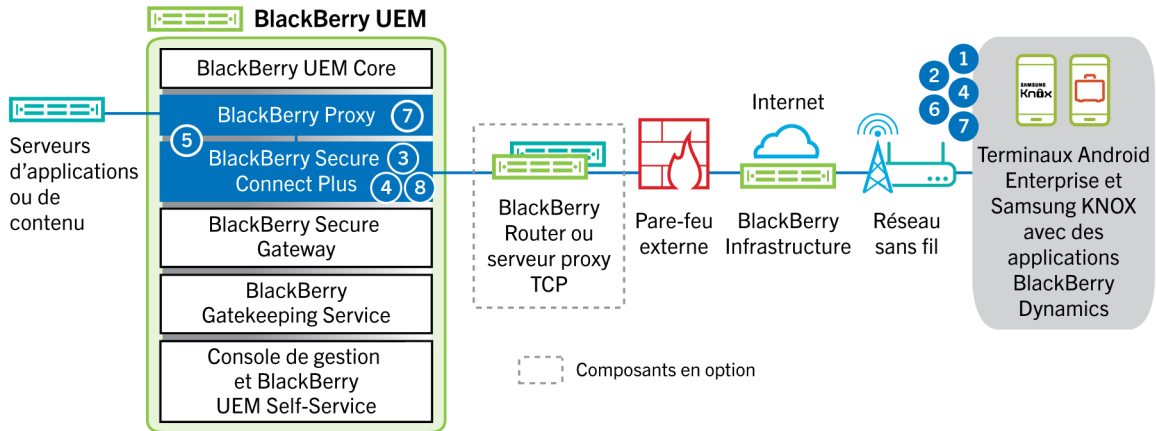 BlackBerry UEM
BlackBerry UEM Core
BlackBerry Proxy
7
5
BlackBerry Secure
Connect Plus
3
4
8
BlackBerry Secure
Gateway
BlackBerry
Gatekeeping Service
Console de gestion
et BlackBerry
UEM Self-Service
Serveurs
d'applications
ou de
contenu
BlackBerry
Router ou
serveur proxy
TCP
Composants en option
Pare-feu
externe
Internet
BlackBerry
Infrastructure
Réseau
sans fil
1
2
4
6
7
SAMSUNG
Knox
Terminaux Android
Enterprise et
Samsung KNOX
avec des
applications
BlackBerry
Dynamics